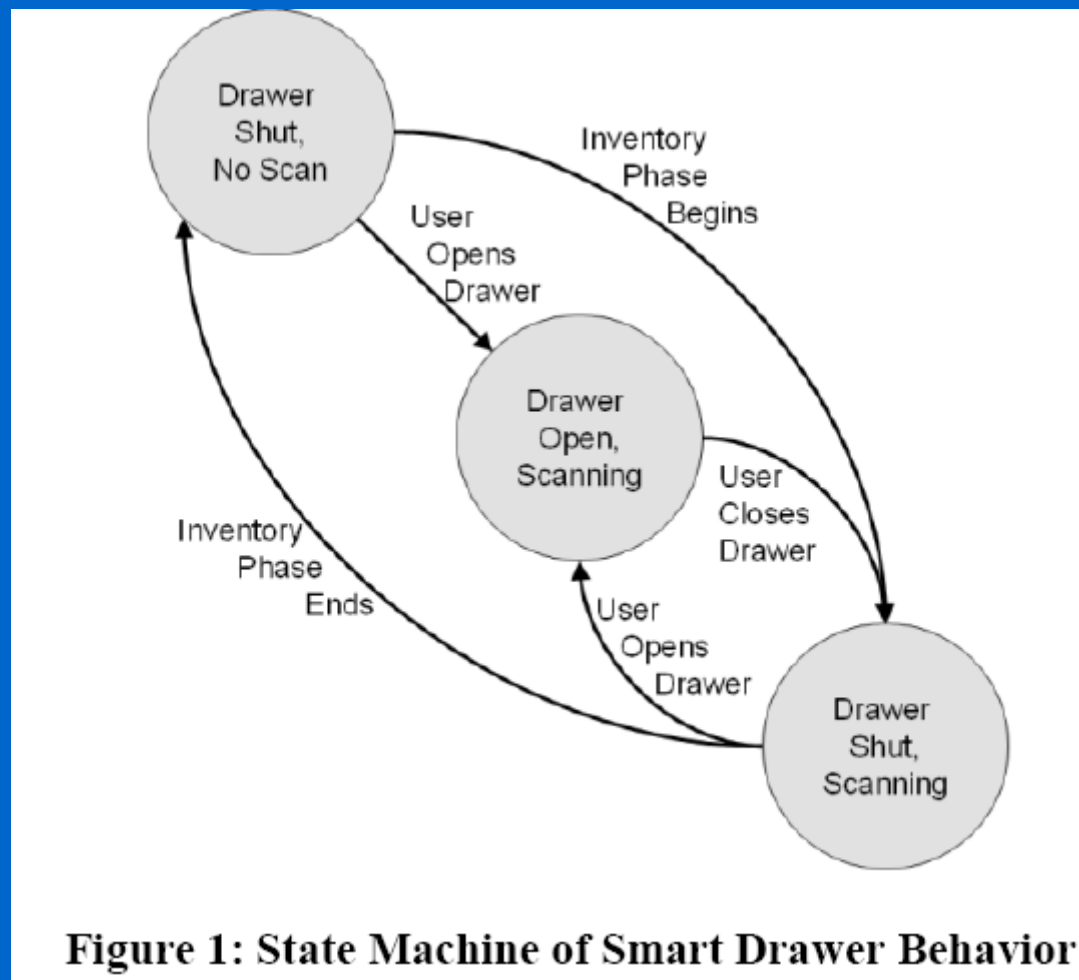 Drawer
Shut,
No Scan
Inventory
Phase
Begins
User
Opens
Drawer
Drawer
Open,
Scanning
User
Closes
Drawer
Inventory
Phase
Ends
User
Opens
Drawer
Drawer
Shut,
Scanning
Figure 1: State Machine of Smart Drawer Behavior